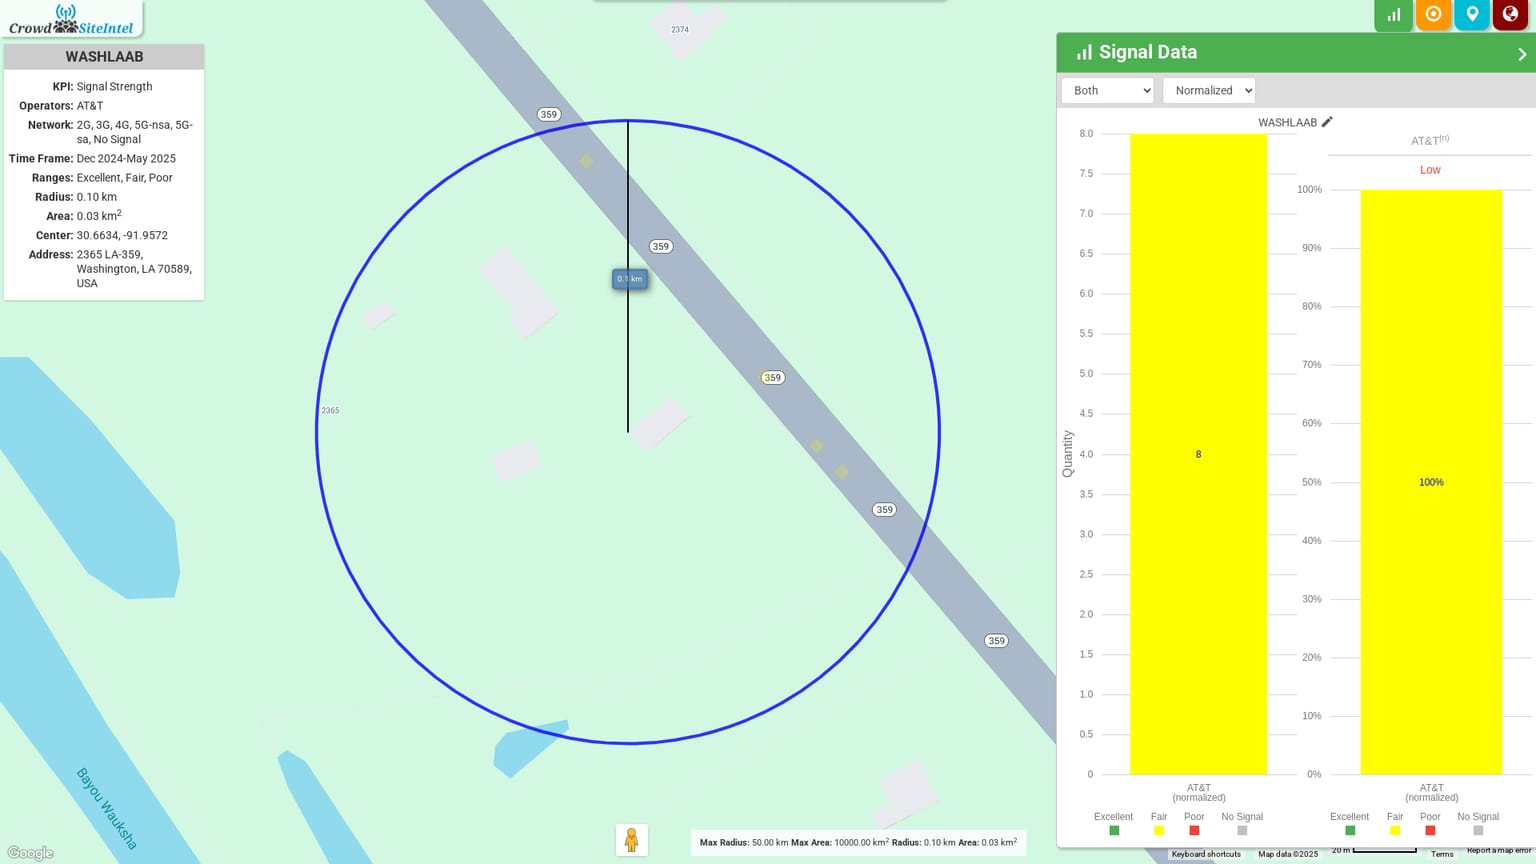 CrowdSiteIntel
WASHLAAB
KPI: Signal Strength
Operators: AT&T
Network: 2G, 3G, 4G, 5G-nsa, 5G-
sa, No Signal
Time Frame: Dec 2024-May 2025
Ranges: Excellent, Fair, Poor
Radius: 0.10 km
Area: 0.03 km²
Center: 30.6634, -91.9572
Address: 2365 LA-359,
Washington, LA 70589,
USA
2374
359
359
0.1 km
359
2365
359
359
Bayou Wauksha
Google
Max Radius: 50.00 km Max Area: 10000.00 km² Radius: 0.10 km Area: 0.03 km²
Signal Data
Both
Normalized
WASHLAAB
8.0
7.5
7.0
6.5
6.0
5.5
5.0
4.5
4.0
3.5
3.0
2.5
2.0
1.5
1.0
0.5
0
Quantity
8
AT&T
(normalized)
Excellent Fair Poor No Signal
AT&T(n)
Low
100%
90%
80%
70%
60%
50%
40%
30%
20%
10%
0%
100%
AT&T
(normalized)
Excellent Fair Poor No Signal
Keyboard shortcuts
Map data ©2025
20 m
Terms
Report a map error